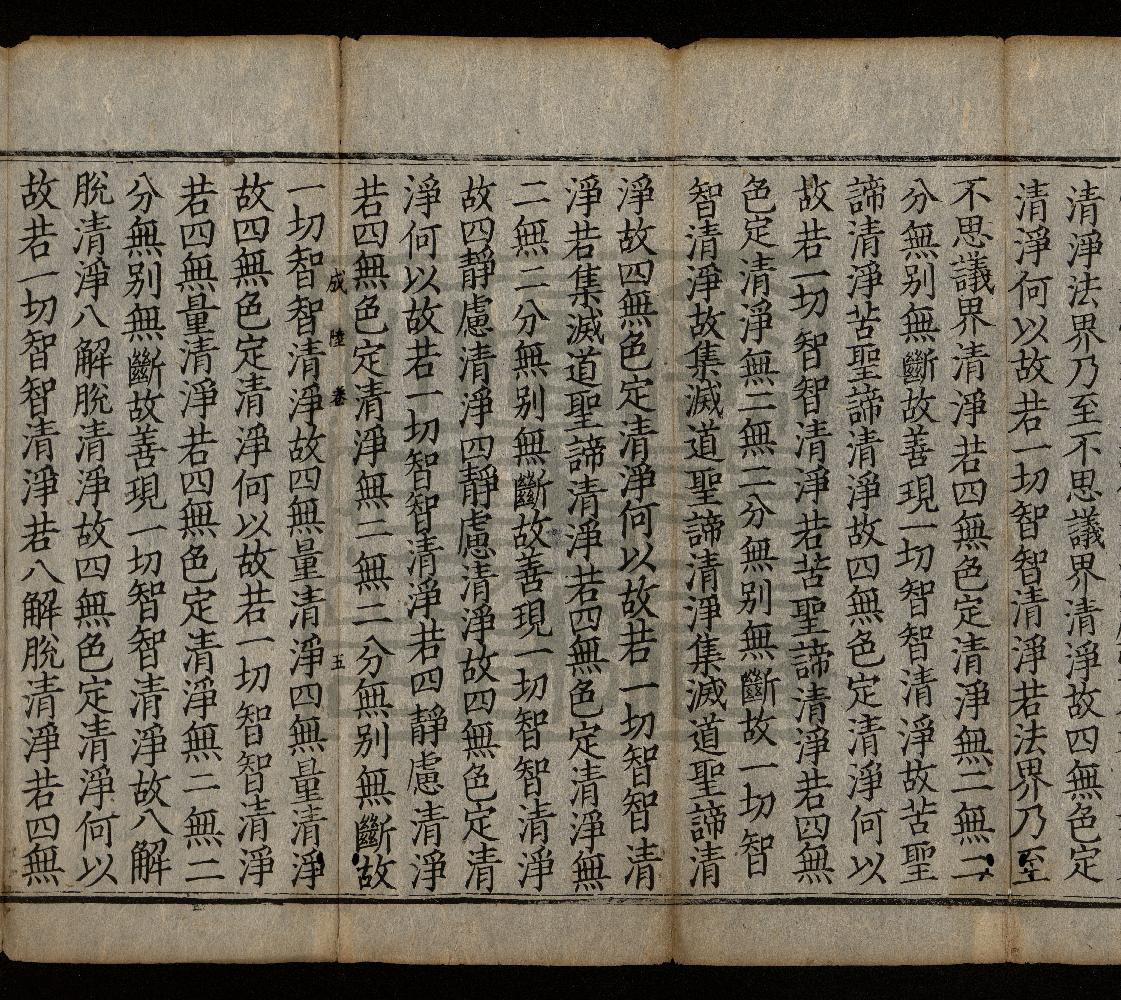 清淨法界乃至不思議界清淨故四無色定
清淨何以故若一切智智清淨若法界乃至
不思議界清淨若四無色定清淨無二無二
分無別無斷故善現一切智智清淨故苦聖
諦清淨苦聖諦清淨故四無色定清淨何以
故若一切智智清淨若苦聖諦清淨若四無
色定清淨無二無二分無別無斷故一切智
智清淨故集滅道聖諦清淨集滅道聖諦清
淨故四無色定清淨何以故若一切智智清
淨若集滅道聖諦清淨若四無色定清淨無
二無二分無別無斷故善現一切智智清淨
故四靜慮清淨四靜慮清淨故四無色定清
淨何以故若一切智智清淨若四靜慮清淨
若四無色定清淨無二無二分無別無斷故
成 陸 卷 五
一切智智清淨故四無量清淨四無量清淨
故四無色定清淨何以故若一切智智清淨
若四無量清淨若四無色定清淨無二無二
分無別無斷故善現一切智智清淨故八解
脫清淨八解脫清淨故四無色定清淨何以
故若一切智智清淨若八解脫清淨若四無